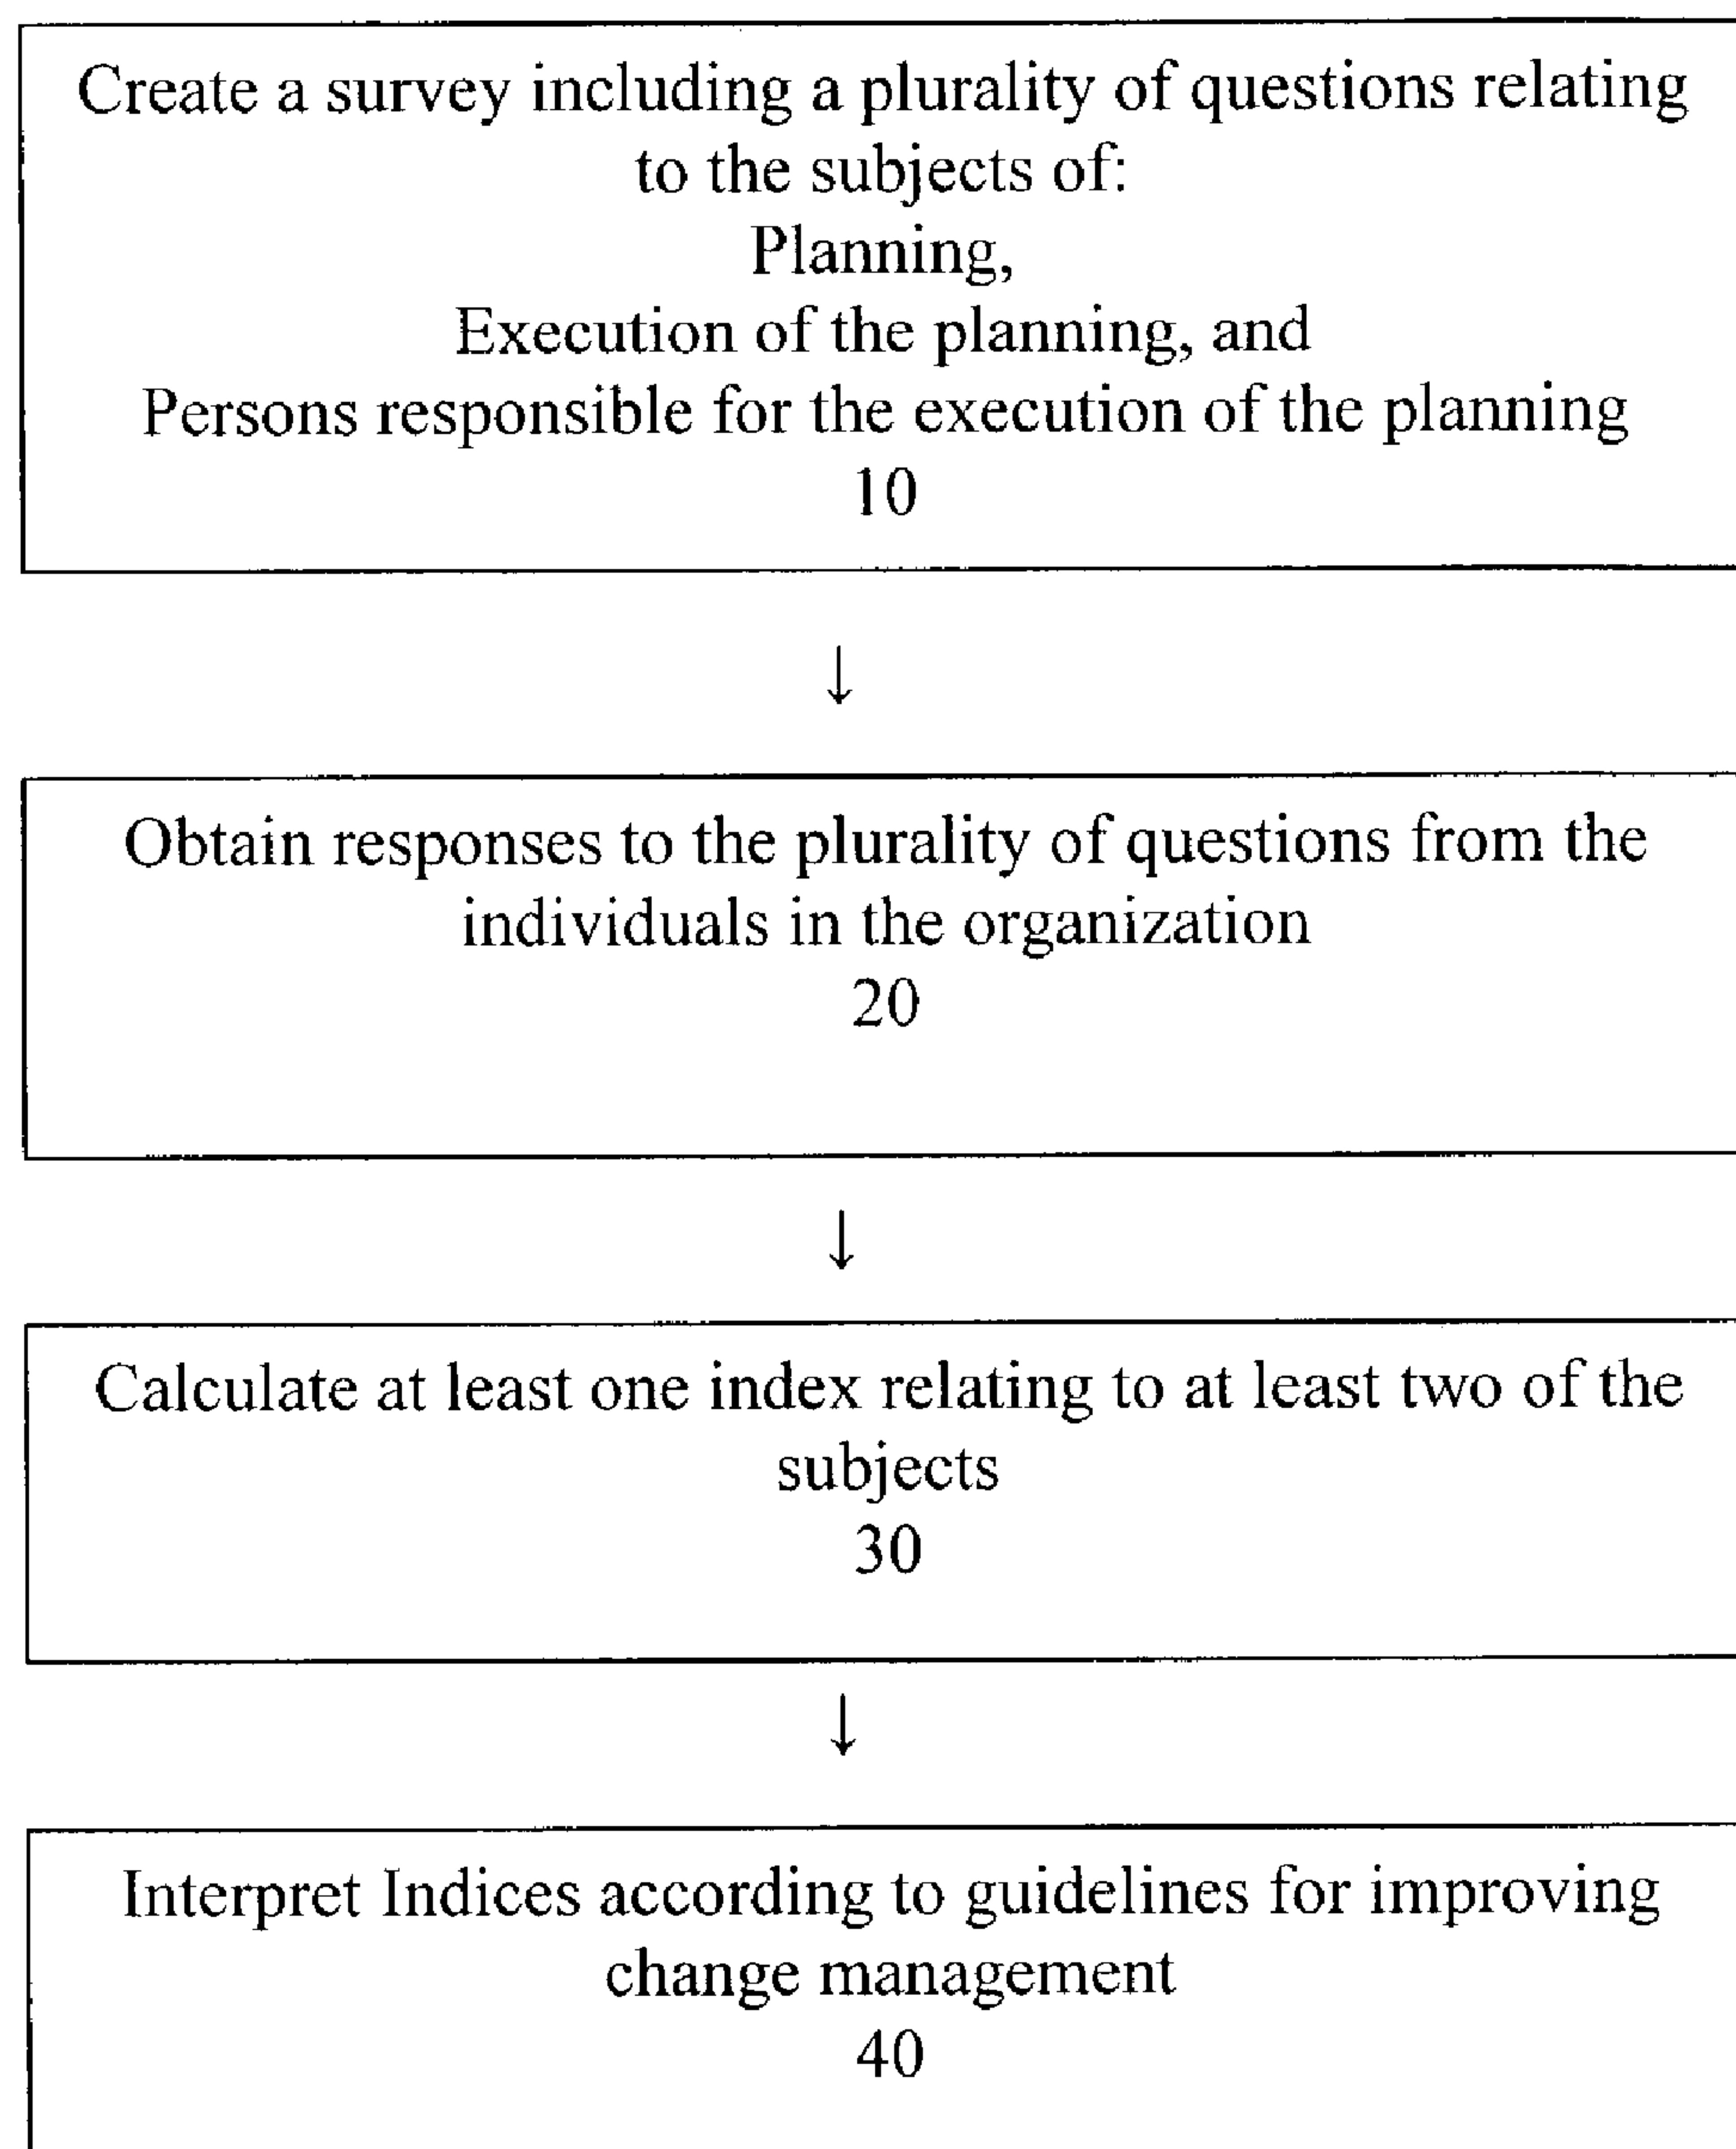 Create a survey including a plurality of questions relating
to the subjects of:
Planning,
Execution of the planning, and
Persons responsible for the execution of the planning
10
↓
Obtain responses to the plurality of questions from the
individuals in the organization
20
↓
Calculate at least one index relating to at least two of the
subjects
30
↓
Interpret Indices according to guidelines for improving
change management
40